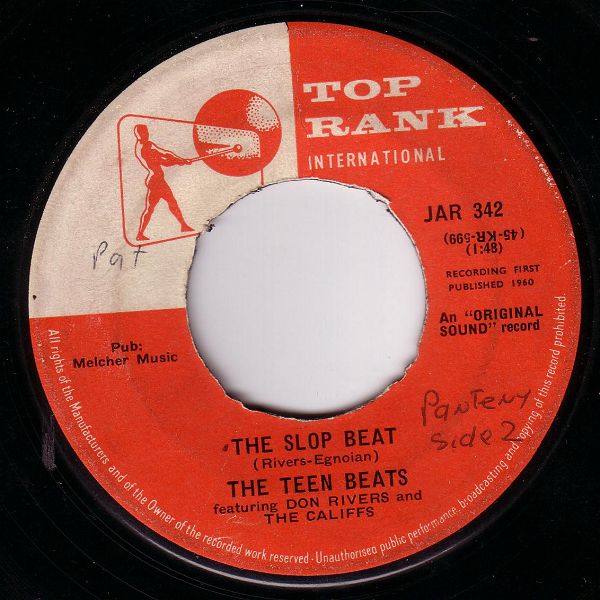 TOP
RANK
INTERNATIONAL
JAR 342
(45-KR-599)
(1:48)
RECORDING FIRST
PUBLISHED 1960
An "ORIGINAL
SOUND" record
Pat
Pub:
Melcher Music
Panteny
side 2
THE SLOP BEAT
(Rivers-Egnoian)
THE TEEN BEATS
featuring DON RIVERS and
THE CALIFFS
All rights of the Manufacturers and of the Owner of the recorded work reserved · Unauthorised public performance, broadcasting and copying of this record prohibited.